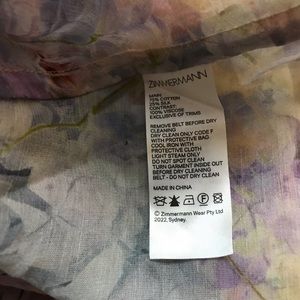 ZIMMERMANN
MAIN:
75% COTTON
25% SILK
CONTRAST:
100% VISCOSE
EXCLUSIVE OF TRIMS
REMOVE BELT BEFORE DRY
CLEANING
DRY CLEAN ONLY CODE F
WITH PROTECTIVE BAG
COOL IRON WITH
PROTECTIVE CLOTH
LIGHT STEAM ONLY
DO NOT SPOT CLEAN
TURN GARMENT INSIDE OUT
BEFORE DRY CLEANING
BELT - DO NOT DRY CLEAN
MADE IN CHINA
© Zimmermann Wear Pty Ltd
2022, Sydney.